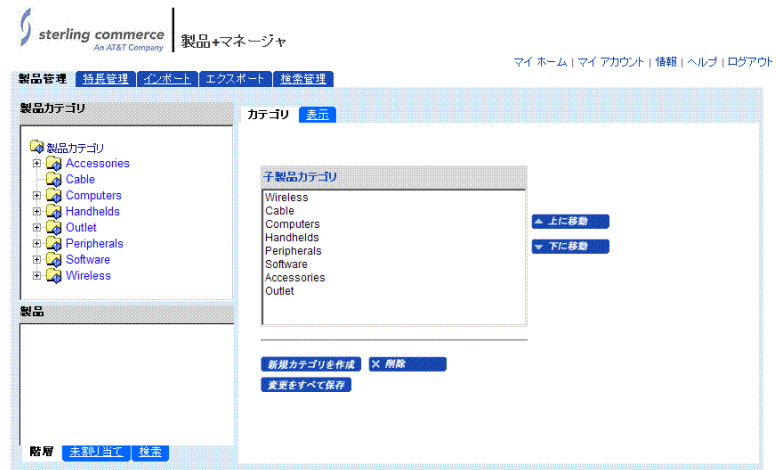 sterling commerce
An AT&T Company
製品+マネージャ
マイ ホーム | マイ アカウント | 情報 | ヘルプ | ログアウト
製品管理 特長管理 インポート エクスポート 検索管理
製品カテゴリ
製品カテゴリ
Accessories
Cable
Computers
Handhelds
Outlet
Peripherals
Software
Wireless
製品
階層 未割り当て 検索
カテゴリ 表示
子製品カテゴリ
Wireless
Cable
Computers
Handhelds
Peripherals
Software
Accessories
Outlet
上に移動
下に移動
新規カテゴリを作成 削除
変更をすべて保存